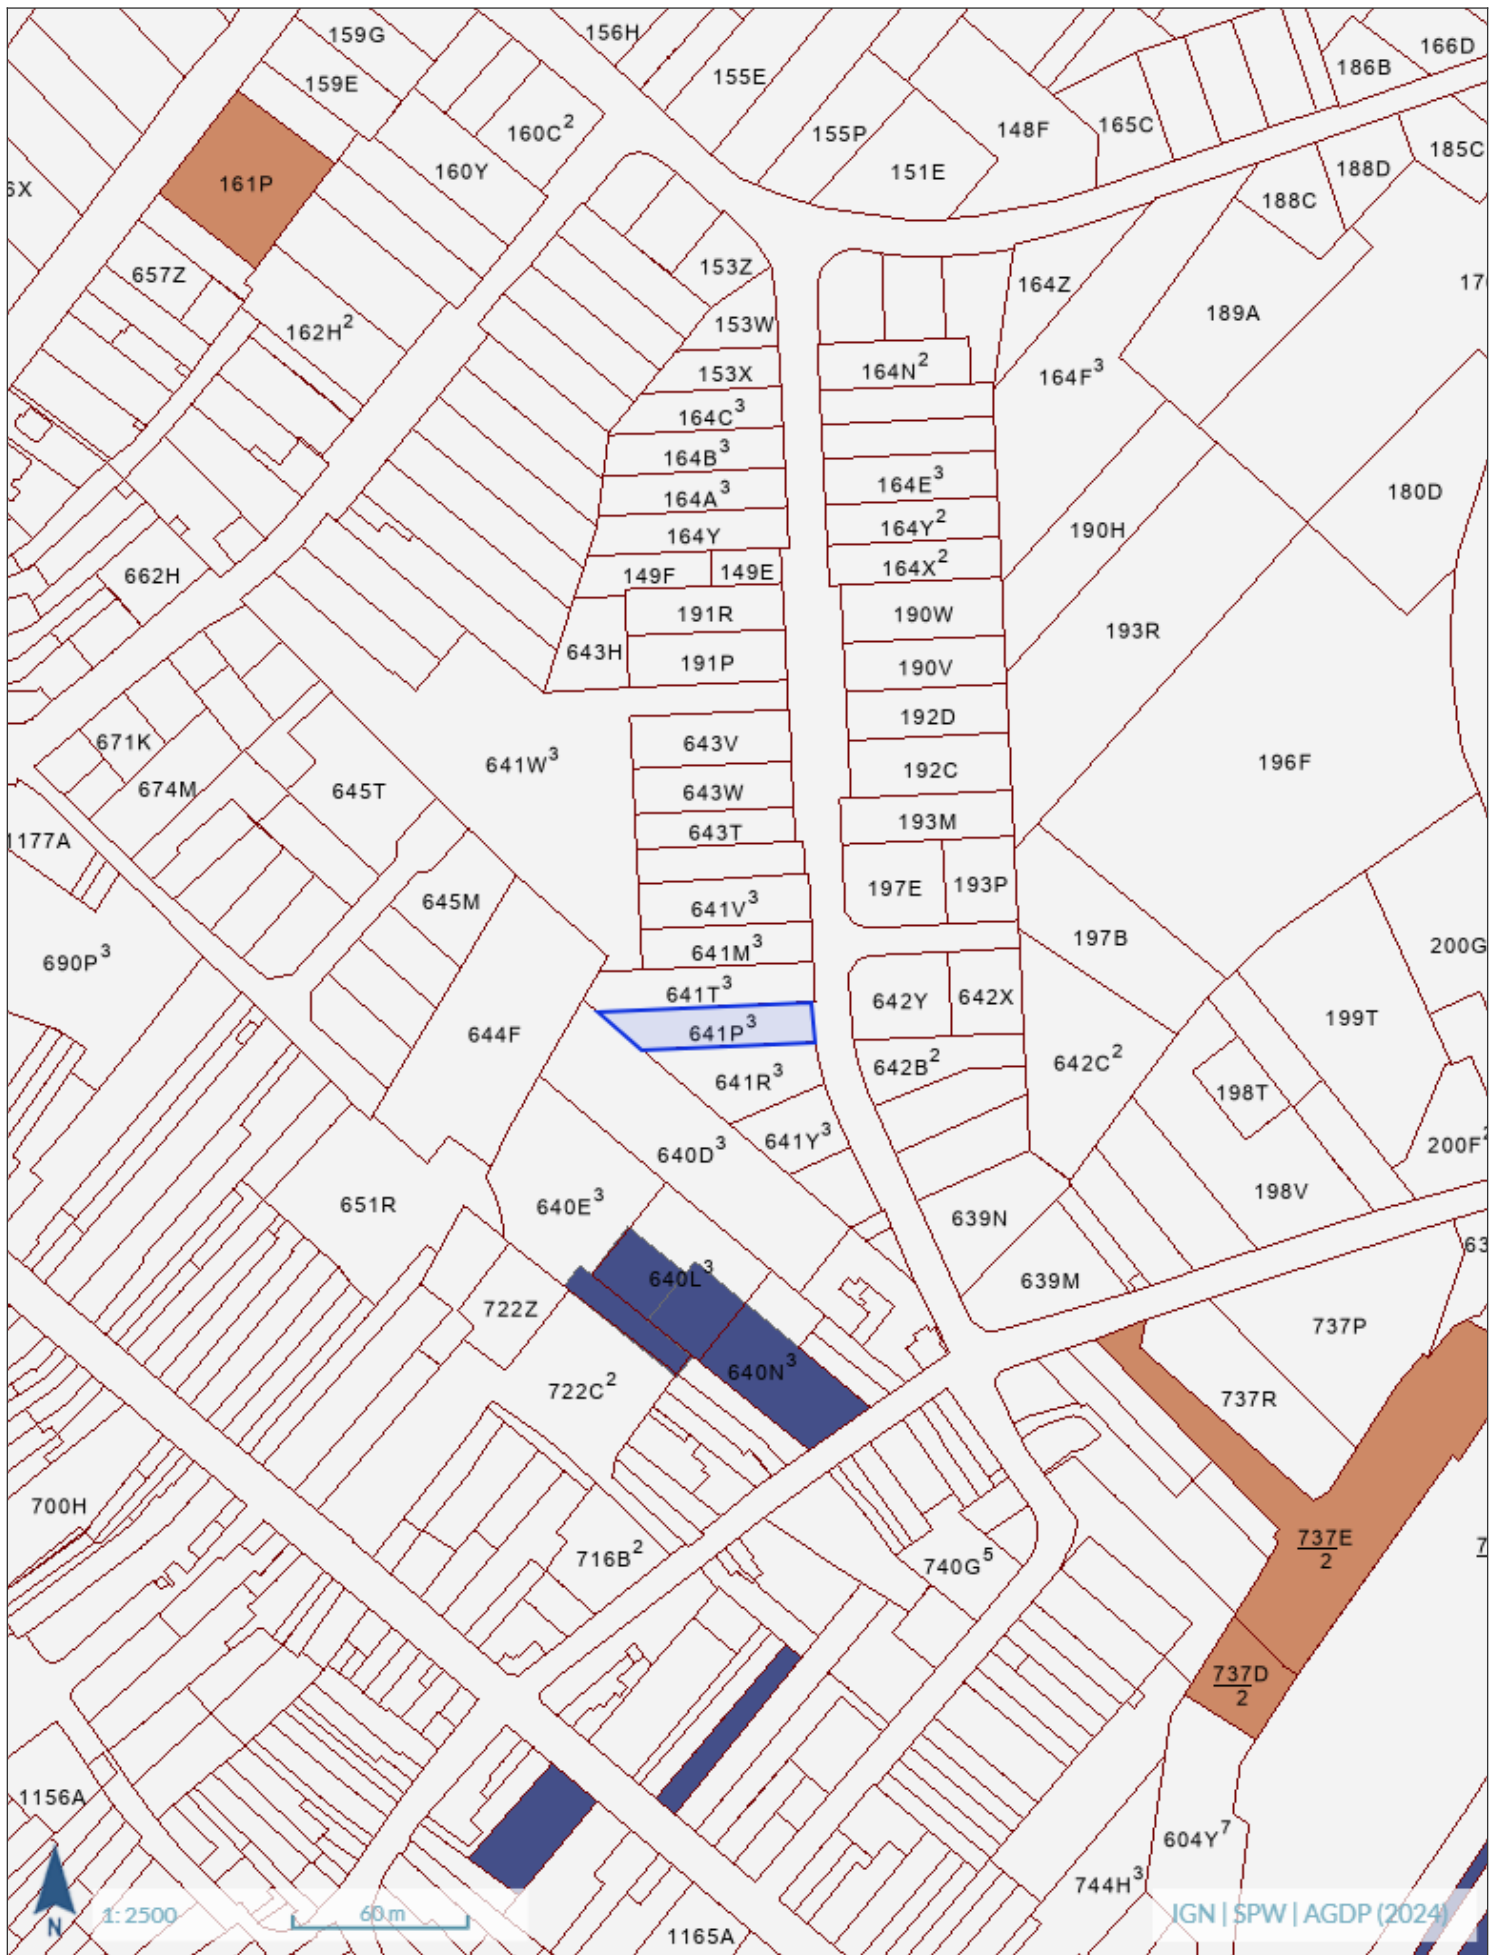 159G
156H
166D
186B
159E
155E
160C²
155P
148F
165C
185C
188D
151E
160Y
161P
188C
6X
153Z
657Z
164Z
189A
153W
162H²
164N²
153X
164F³
164C³
164B³
164E³
180D
164A³
164Y
164Y²
190H
662H
149F
149E
164X²
191R
190W
193R
643H
191P
190V
192D
671K
643V
641W³
192C
196F
674M
645T
643W
193M
1177A
643T
197E
193P
645M
641V³
197B
200G
690P³
641M³
641T³
642Y
642X
199T
644F
641P³
642B²
642C²
641R³
198T
641Y³
640D³
651R
640E³
198V
639N
640L³
639M
722Z
737P
640N³
722C²
737R
700H
716B²
740G⁵
737E
2
737D
2
1156A
604Y⁷
744H³
1165A
N
1:2500
60 m
IGN | SPW | AGDP (2024)